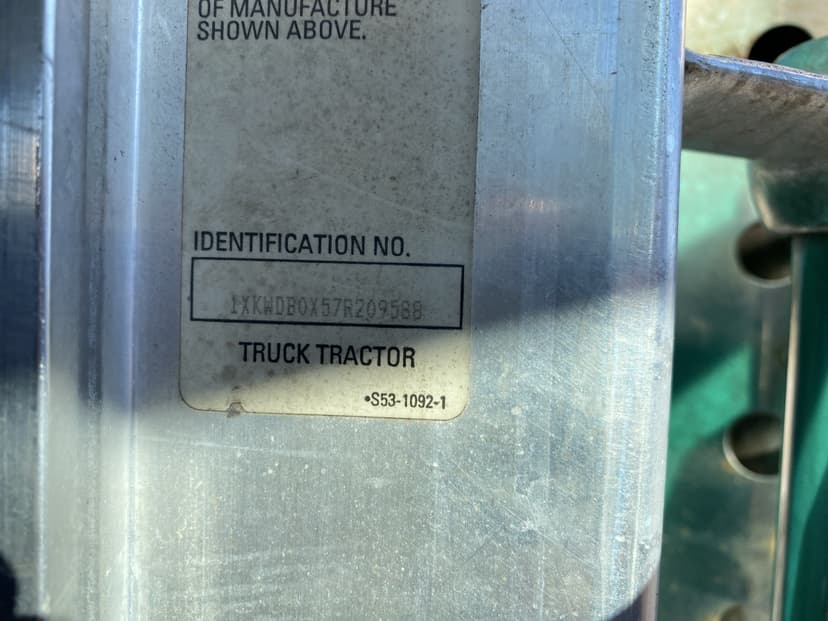 OF MANUFACTURE
SHOWN ABOVE.
IDENTIFICATION NO.
1XKWDB0X57R209588
TRUCK TRACTOR
•S53-1092-1